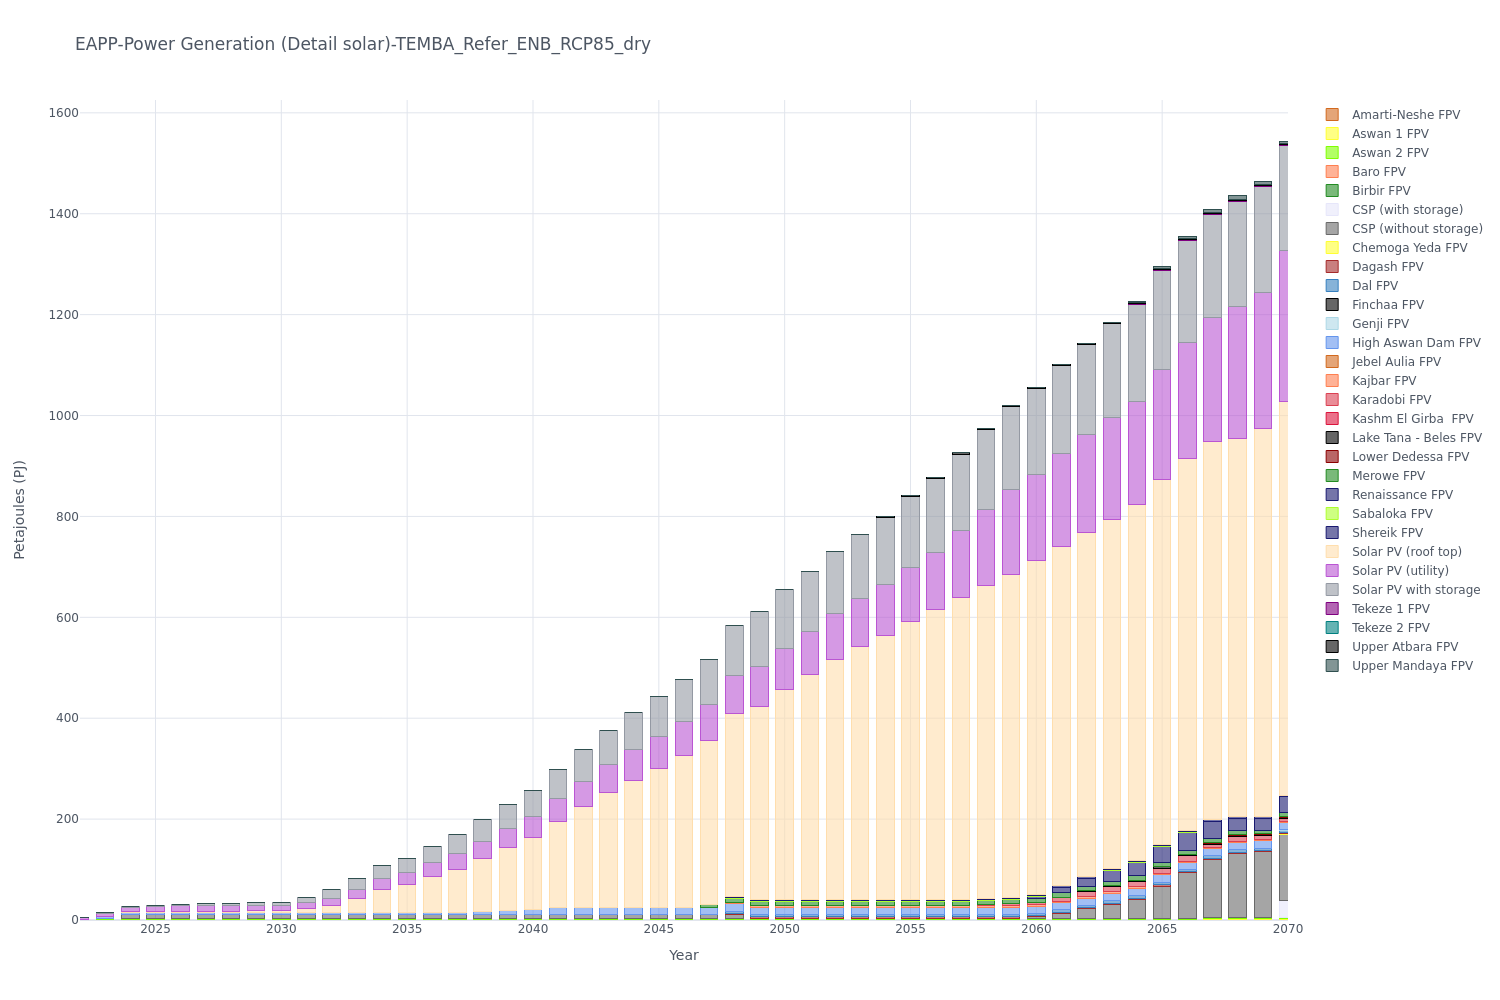 EAPP-Power Generation (Detail solar)-TEMBA_Refer_ENB_RCP85_dry
1600
1400
1200
1000
800
600
400
200
0
Petajoules (PJ)
2025
2030
2035
2040
2045
2050
2055
2060
2065
2070
Year
Amarti-Neshe FPV
Aswan 1 FPV
Aswan 2 FPV
Baro FPV
Birbir FPV
CSP (with storage)
CSP (without storage)
Chemoga Yeda FPV
Dagash FPV
Dal FPV
Finchaa FPV
Genji FPV
High Aswan Dam FPV
Jebel Aulia FPV
Kajbar FPV
Karadobi FPV
Kashm El Girba  FPV
Lake Tana - Beles FPV
Lower Dedessa FPV
Merowe FPV
Renaissance FPV
Sabaloka FPV
Shereik FPV
Solar PV (roof top)
Solar PV (utility)
Solar PV with storage
Tekeze 1 FPV
Tekeze 2 FPV
Upper Atbara FPV
Upper Mandaya FPV